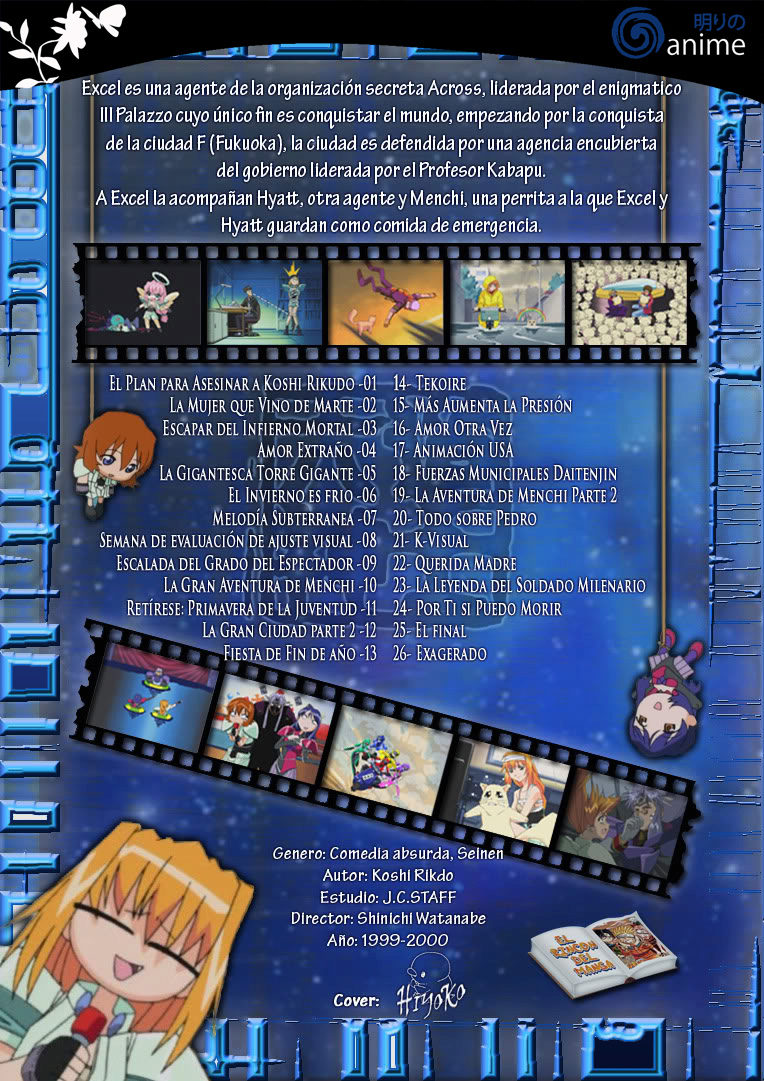 明りの
anime
Excel es una agente de la organización secreta Across, liderada por el enigmatico
III Palazzo cuyo único fin es conquistar el mundo, empezando por la conquista
de la ciudad F (Fukuoka), la ciudad es defendida por una agencia encubierta
del gobierno liderada por el Profesor Kabapu.
A Excel la acompañan Hyatt, otra agente y Menchi, una perrita a la que Excel y
Hyatt guardan como comida de emergencia.
El Plan para Asesinar a Koshi Rikudo -01
La Mujer que Vino de Marte -02
Escapar del Infierno Mortal -03
Amor Extraño -04
La Gigantesca Torre Gigante -05
El Invierno es frio -06
Melodía Subterranea -07
Semana de evaluación de ajuste visual -08
Escalada del Grado del Espectador -09
La Gran Aventura de Menchi -10
Retírese: Primavera de la Juventud -11
La Gran Ciudad parte 2 -12
Fiesta de Fin de año -13
14- Tekoire
15- Más Aumenta la Presión
16- Amor Otra Vez
17- Animación USA
18- Fuerzas Municipales Daitenjin
19- La Aventura de Menchi Parte 2
20- Todo sobre Pedro
21- K-Visual
22- Querida Madre
23- La Leyenda del Soldado Milenario
24- Por Ti si Puedo Morir
25- El final
26- Exagerado
Genero: Comedia absurda, Seinen
Autor: Koshi Rikdo
Estudio: J.C.STAFF
Director: Shinichi Watanabe
Año: 1999-2000
EL
RINCON
DEL
MANGA
Cover: Hiyoko